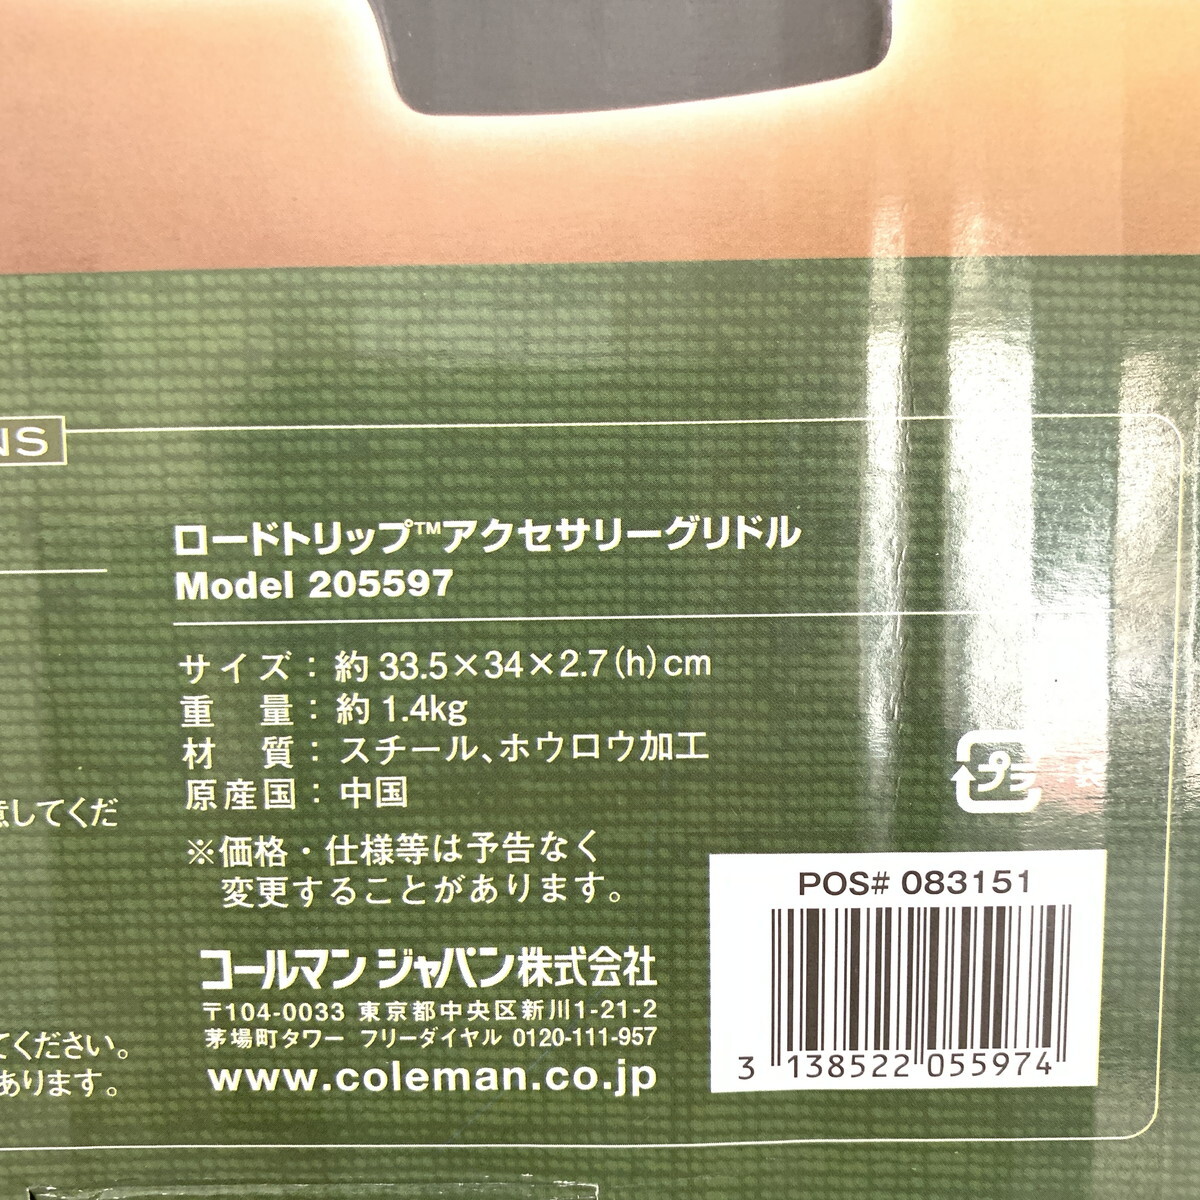 NS
ロードトリップ™アクセサリーグリドル
Model 205597
サイズ：約 33.5×34×2.7(h)cm
重　量：約 1.4kg
材　質：スチール、ホウロウ加工
原産国：中国
意してくだ
※価格・仕様等は予告なく
変更することがあります。
プラ
POS# 083151
コールマン ジャパン株式会社
〒104-0033 東京都中央区新川1-21-2
茅場町タワー フリーダイヤル 0120-111-957
www.coleman.co.jp
てください。
あります。
3 138522 055974